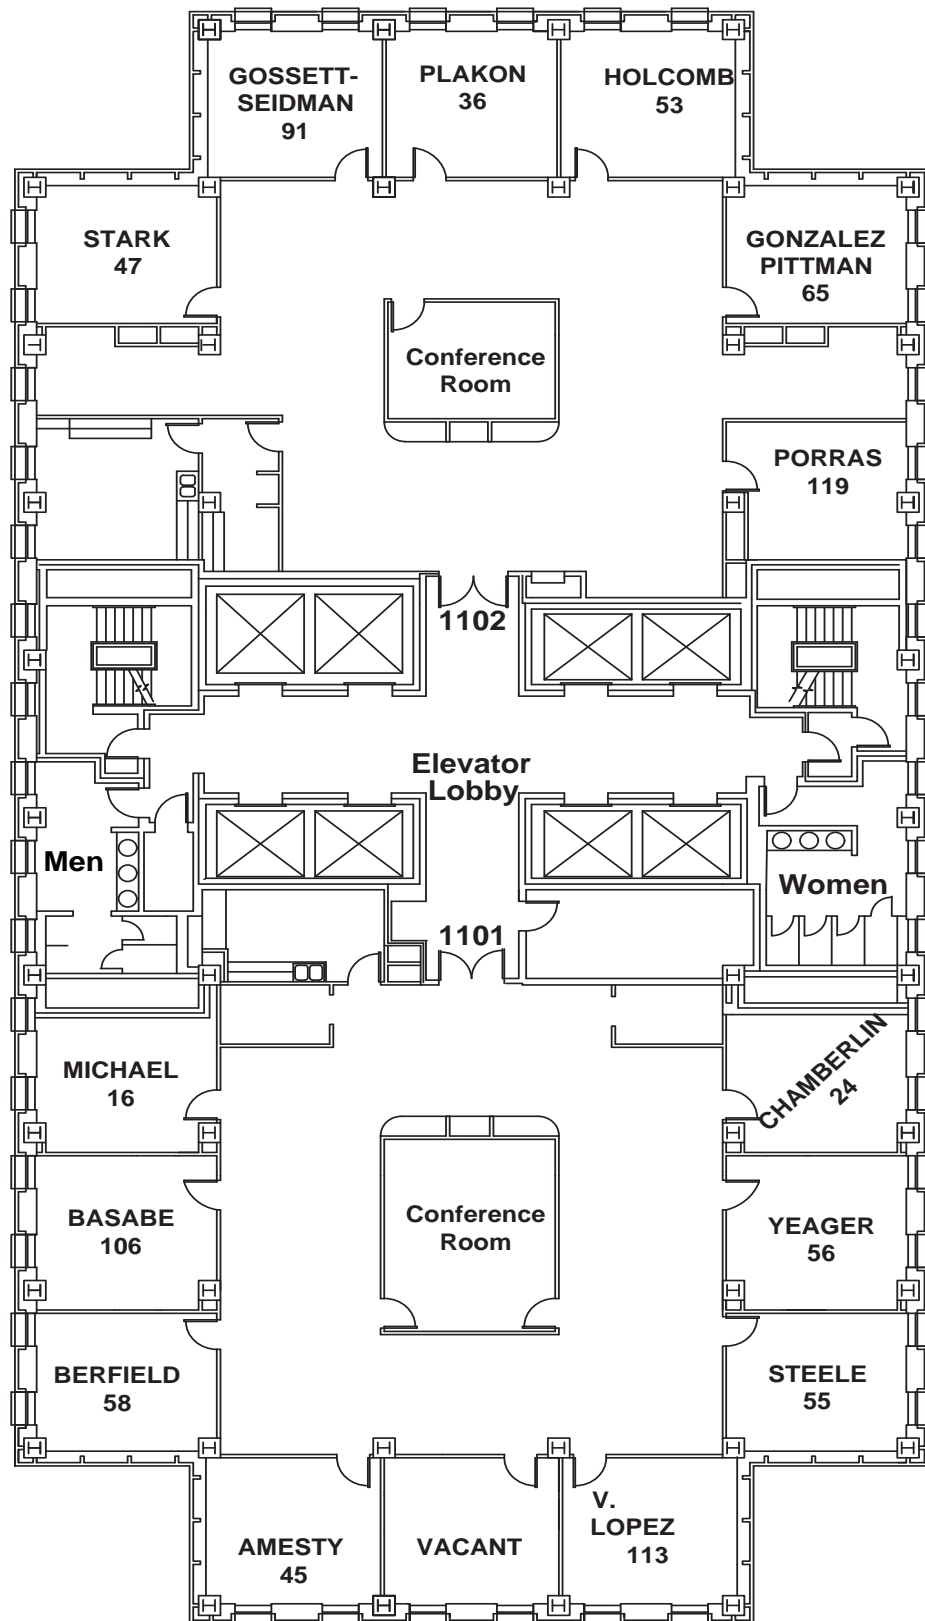 GOSSETT-
SEIDMAN
91
PLAKON
36
HOLCOMB
53
STARK
47
GONZALEZ
PITTMAN
65
Conference
Room
PORRAS
119
1102
Elevator
Lobby
Men
Women
1101
MICHAEL
16
CHAMBERLIN
24
BASABE
106
Conference
Room
YEAGER
56
BERFIELD
58
STEELE
55
AMESTY
45
VACANT
V.
LOPEZ
113